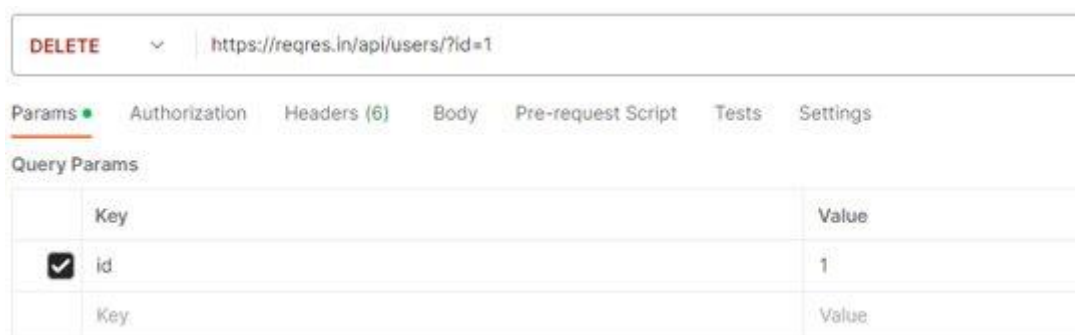 DELETE https://reqres.in/api/users/?id=1
Params Authorization Headers (6) Body Pre-request Script Tests Settings
Query Params
Key Value
id 1
Key Value